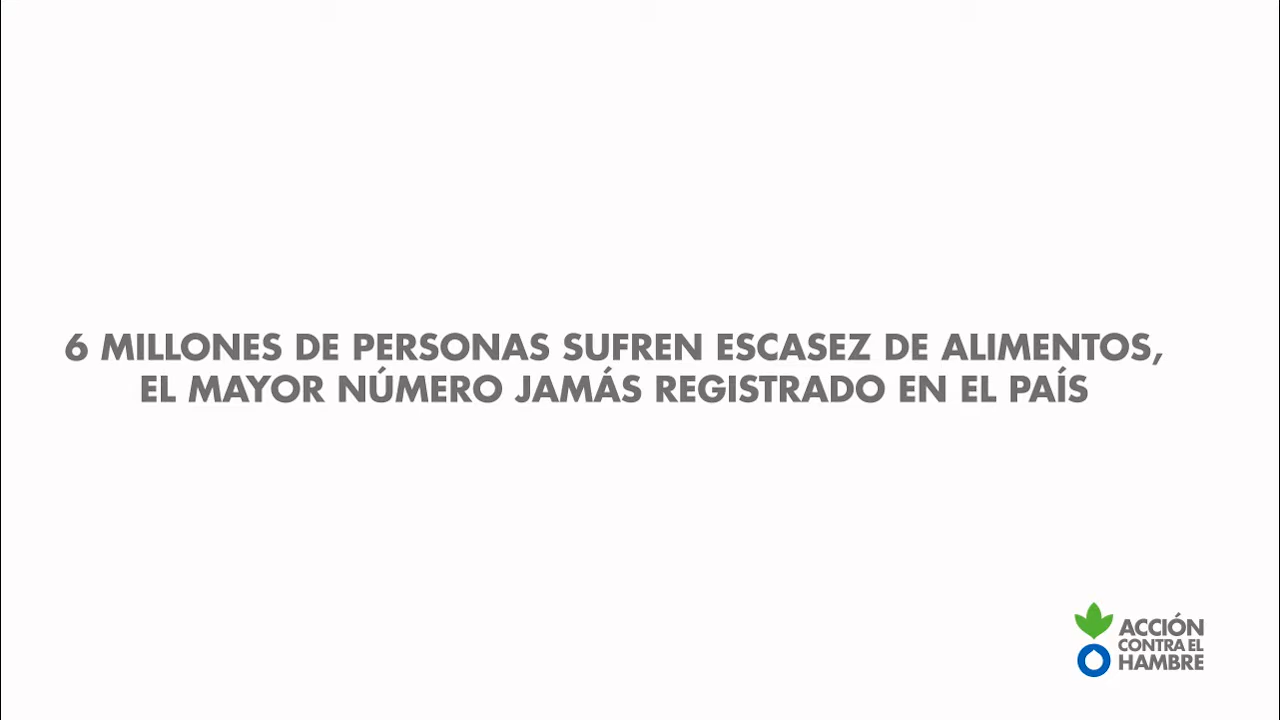 6 MILLONES DE PERSONAS SUFREN ESCASEZ DE ALIMENTOS,
EL MAYOR NÚMERO JAMÁS REGISTRADO EN EL PAÍS
ACCIÓN
CONTRA EL
HAMBRE